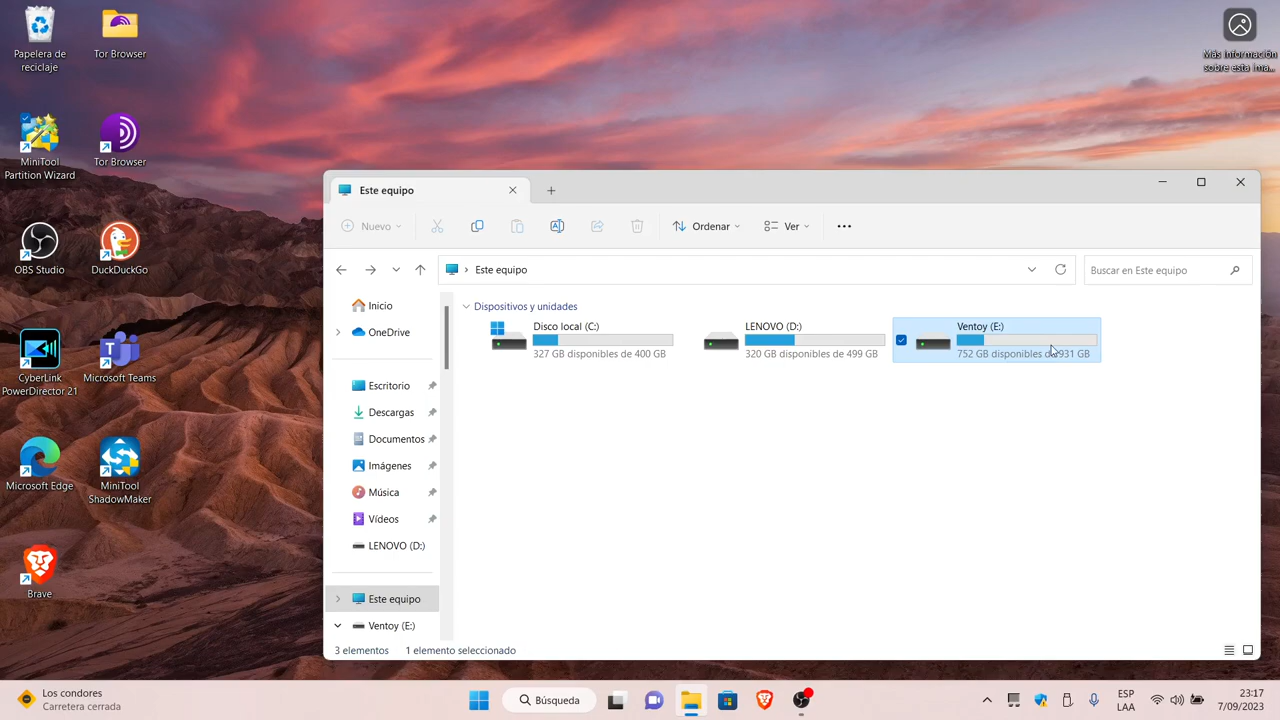 Papelera de
reciclaje
Tor Browser
Más información
sobre esta ima...
MiniTool
Partition Wizard
Tor Browser
OBS Studio
DuckDuckGo
CyberLink
PowerDirector 21
Microsoft Teams
Microsoft Edge
MiniTool
ShadowMaker
Brave
Este equipo
Nuevo
Ordenar
Ver
Este equipo
Buscar en Este equipo
Inicio
OneDrive
Escritorio
Descargas
Documentos
Imágenes
Música
Vídeos
LENOVO (D:)
Este equipo
Ventoy (E:)
Dispositivos y unidades
Disco local (C:)
327 GB disponibles de 400 GB
LENOVO (D:)
320 GB disponibles de 499 GB
Ventoy (E:)
752 GB disponibles de 931 GB
3 elementos
1 elemento seleccionado
Los condores
Carretera cerrada
Búsqueda
ESP
LAA
23:17
7/09/2023